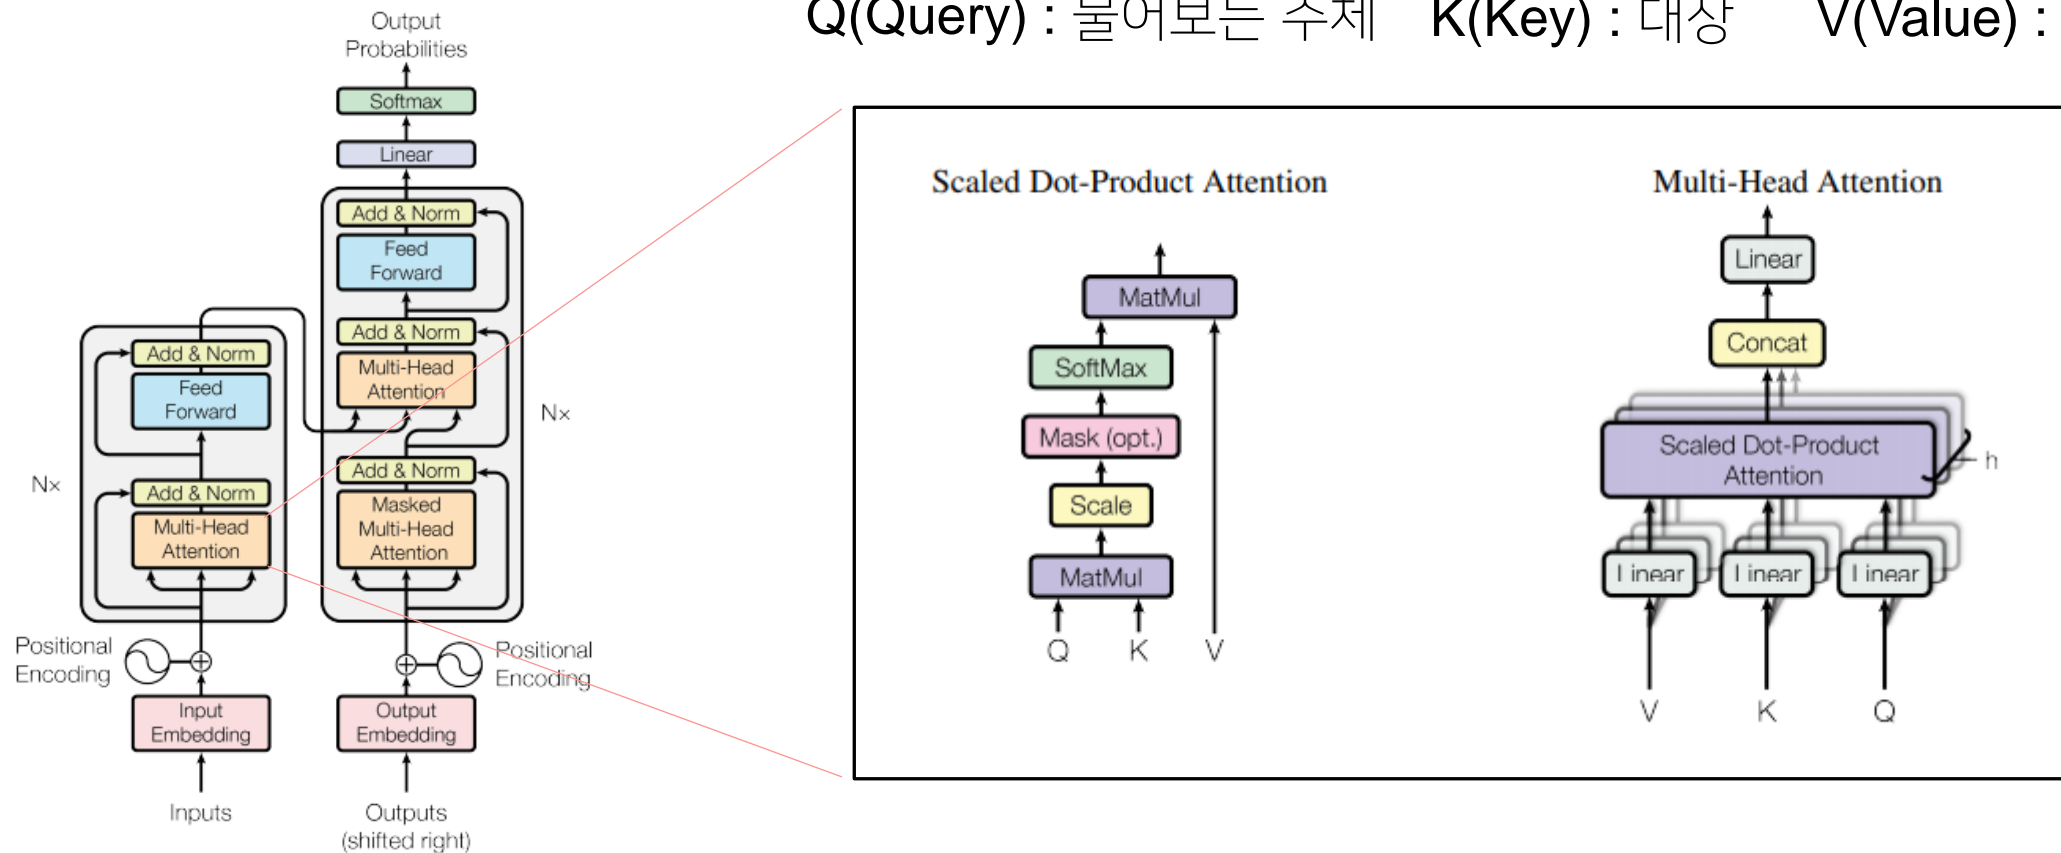 Q(Query) : 물어보는 주체 K(Key) : 대상 V(Value) :
Output
Probabilities
Softmax
Linear
Add & Norm
Feed
Forward
Add & Norm
Multi-Head
Attention
Nx
Add & Norm
Masked
Multi-Head
Attention
Add & Norm
Feed
Forward
Nx
Add & Norm
Multi-Head
Attention
Positional
Encoding
Positional
Encoding
Input
Embedding
Output
Embedding
Inputs
Outputs
(shifted right)
Scaled Dot-Product Attention
MatMul
SoftMax
Mask (opt.)
Scale
MatMul
Q K V
Multi-Head Attention
Linear
Concat
Scaled Dot-Product
Attention
h
Linear Linear Linear
V K Q